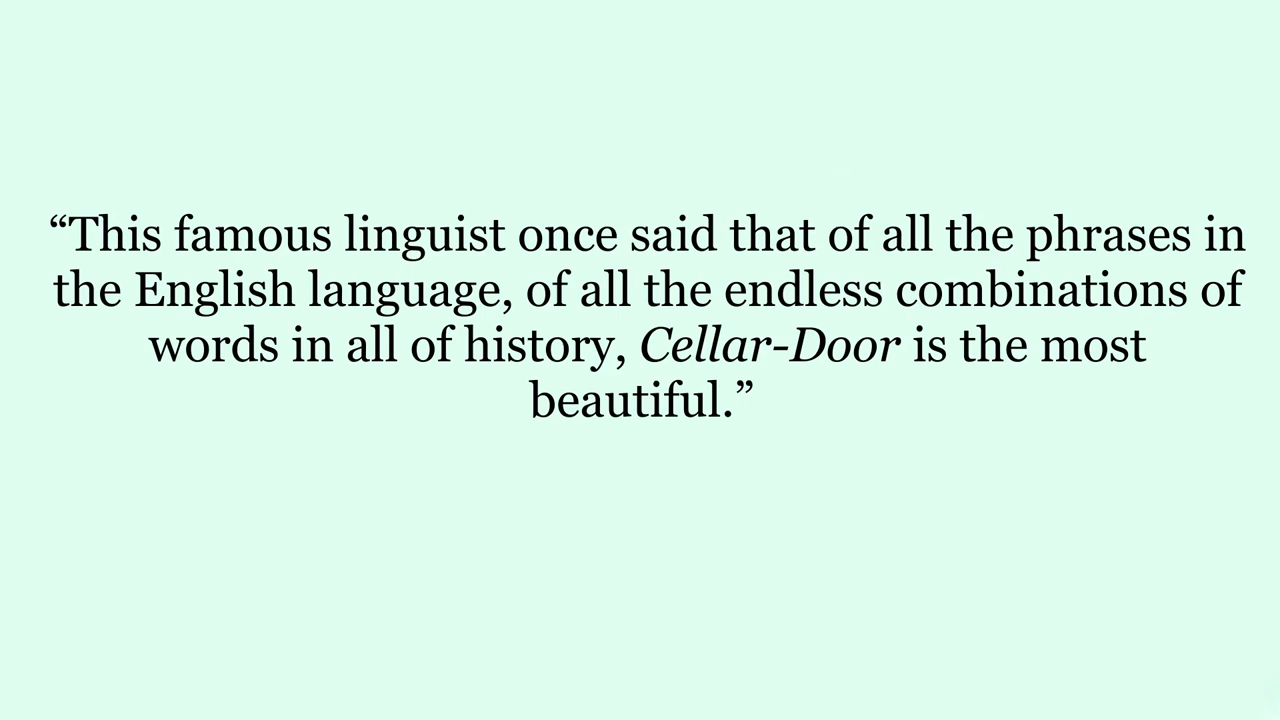 “This famous linguist once said that of all the phrases in
the English language, of all the endless combinations of
words in all of history, Cellar-Door is the most
beautiful.”